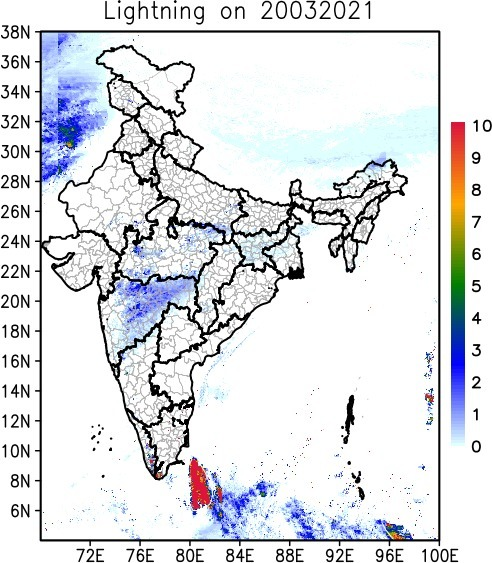 Lightning on 20032021
38N
36N
34N
32N
30N
28N
26N
24N
22N
20N
18N
16N
14N
12N
10N
8N
6N
72E 76E 80E 84E 88E 92E 96E 100E
10
9
8
7
6
5
4
3
2
1
0